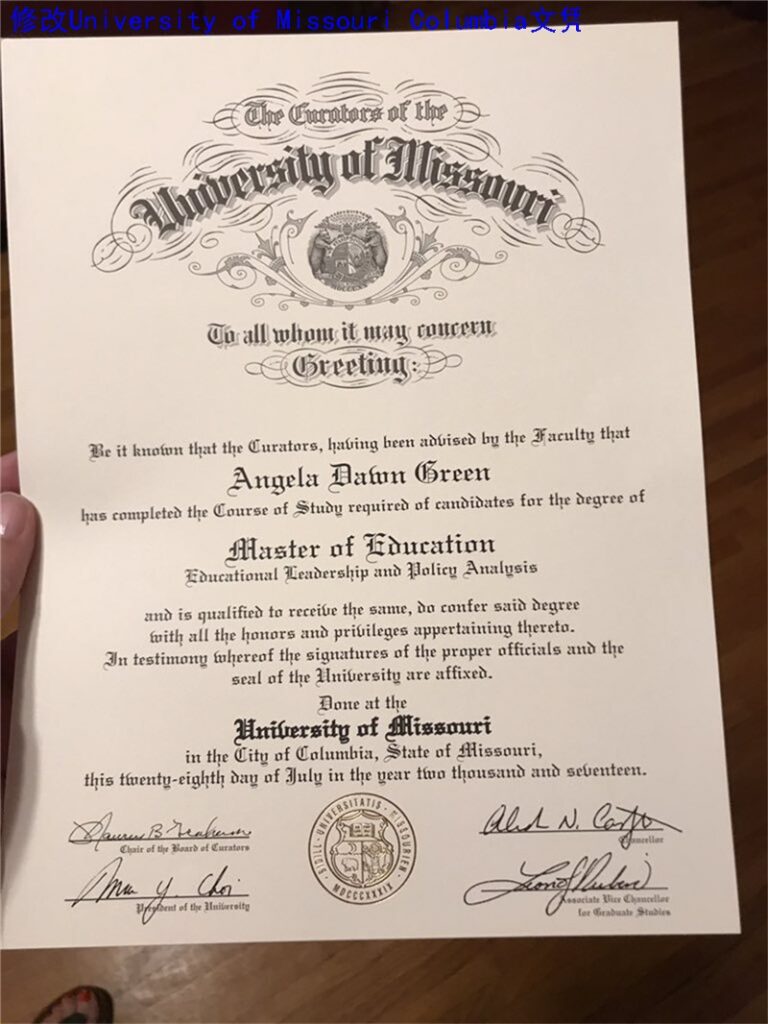 修改University of Missouri Columbia文凭
The Curators of the
University of Missouri
To all whom it may concern
Greeting:
Be it known that the Curators, having been advised by the Faculty that
Angela Dawn Green
has completed the Course of Study required of candidates for the degree of
Master of Education
Educational Leadership and Policy Analysis
and is qualified to receive the same, do confer said degree
with all the honors and privileges appertaining thereto.
In testimony whereof the signatures of the proper officials and the
seal of the University are affixed.
Done at the
University of Missouri
in the City of Columbia, State of Missouri,
this twenty-eighth day of July in the year two thousand and seventeen.
Chair of the Board of Curators
Chancellor
SIGILL · UNIVERSITATIS · MISSOURIEN ·
MDCCCXXXIX
Mun Y. Choi
President of the University
Associate Vice Chancellor
for Graduate Studies